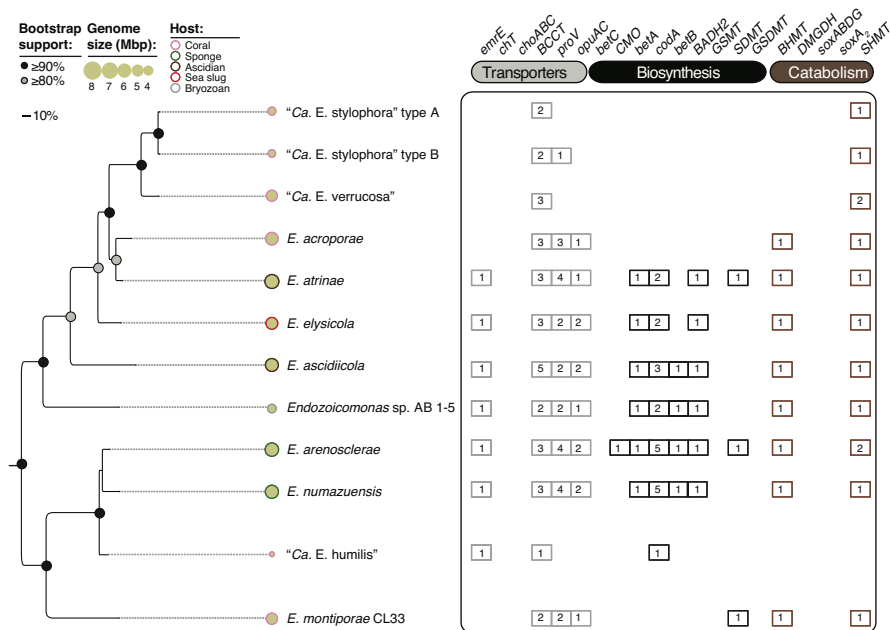 Bootstrap support:
≥90%
≥80%
10%
Genome size (Mbp):
8 7 6 5 4
Host:
Coral
Sponge
Ascidian
Sea slug
Bryozoan
emrE chT choABC BCCT proV opuAC betC CMO betA codA betB BADH2 GSMT SDMT GSDMT BHMT DMGDH soxABDG soxA₂ SHMT
Transporters Biosynthesis Catabolism
"Ca. E. stylophora" type A 2 1
"Ca. E. stylophora" type B 2 1 1
"Ca. E. verrucosa" 3 2
E. acroporae 3 3 1 1 1
E. atrinae 1 3 4 1 1 2 1 1 1 1
E. elysicola 1 3 2 2 1 2 1 1 1
E. ascidiicola 1 5 2 2 1 3 1 1 1 1
Endozoicomonas sp. AB 1-5 1 2 2 1 1 2 1 1 1 1
E. arenosclerae 1 3 4 2 1 1 5 1 1 1 1 2
E. numazuensis 1 3 4 2 1 5 1 1 1 1
"Ca. E. humilis" 1 1 1
E. montiporae CL33 2 2 1 1 1 1